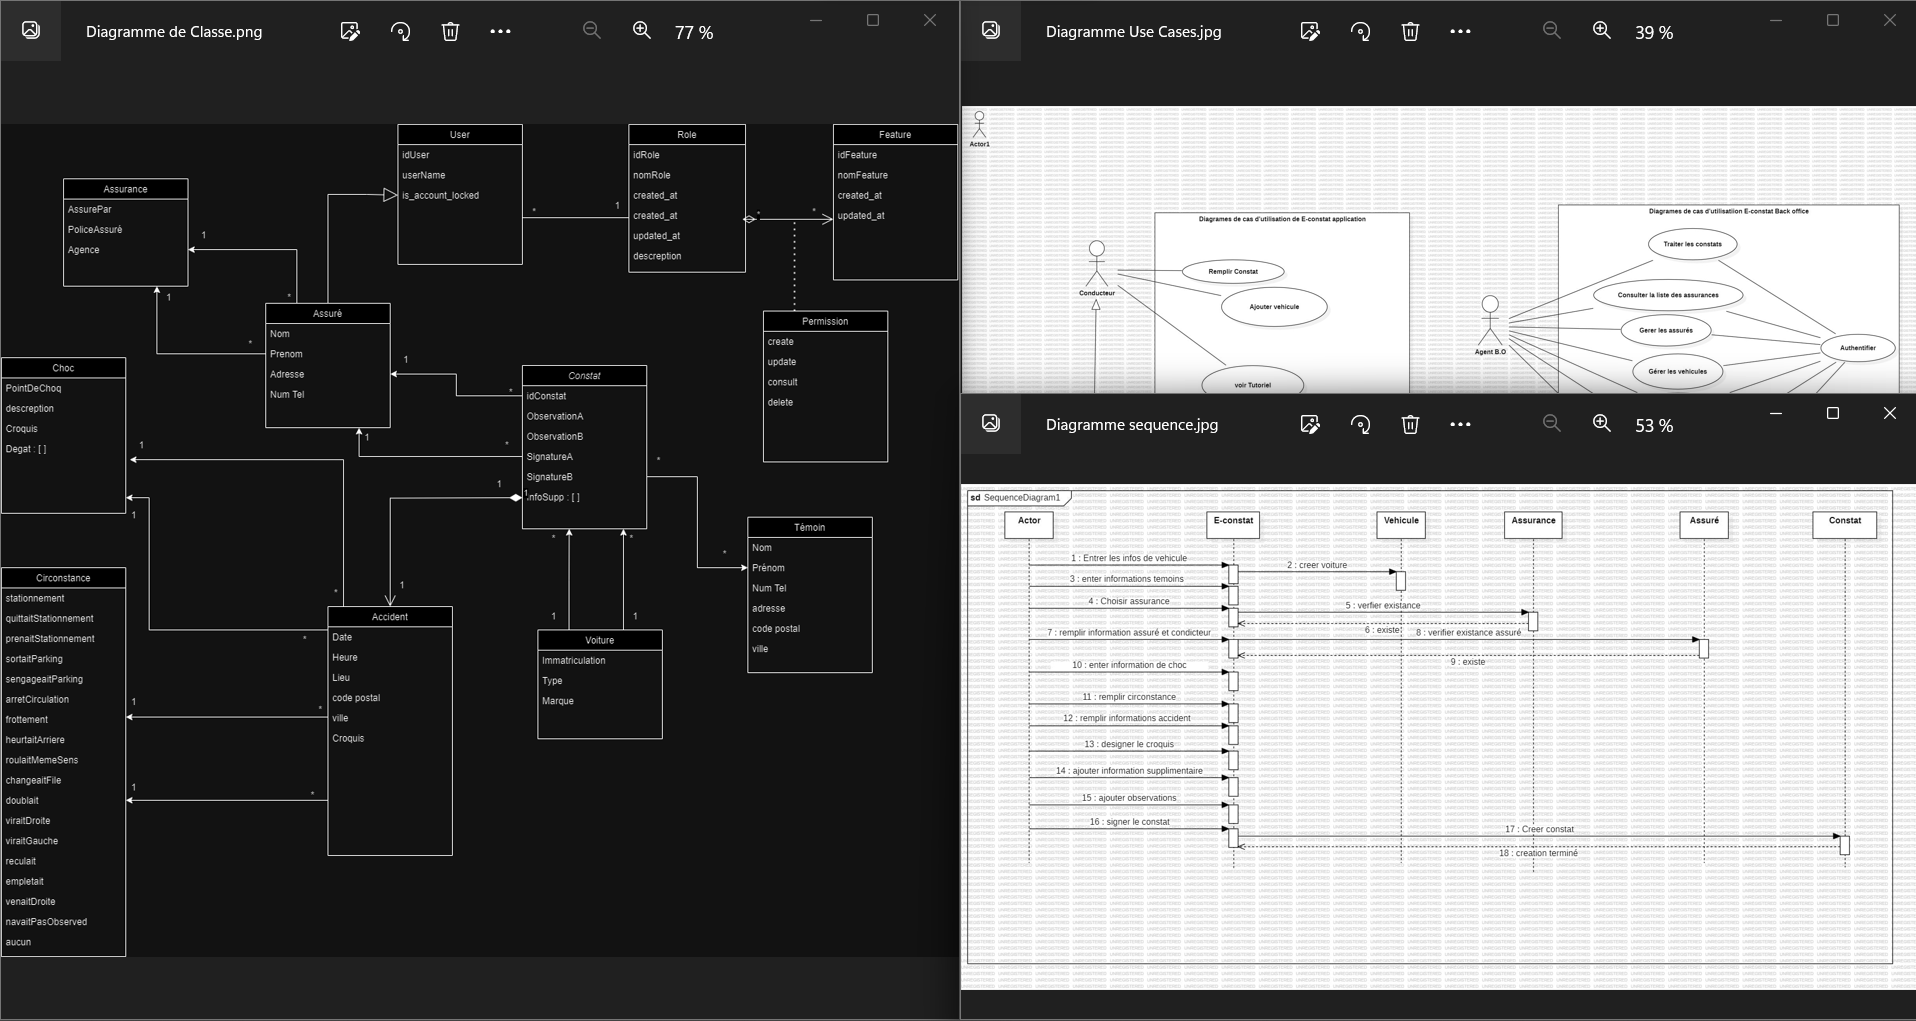 Diagramme de Classe.png
77 %
User
idUser
userName
is_account_locked
Role
idRole
nomRole
created_at
created_at
updated_at
descreption
Feature
idFeature
nomFeature
created_at
updated_at
*
1
*
*
Assurance
AssurePar
PoliceAssuré
Agence
1
*
1
*
Assuré
Nom
Prenom
Adresse
Num Tel
Permission
create
update
consult
delete
Choc
PointDeChoq
descreption
Croquis
Degat : [ ]
Constat
idConstat
ObservationA
ObservationB
SignatureA
SignatureB
infoSupp : [ ]
1
*
1
*
1
1
1
*
1
*
*
*
Témoin
Nom
Prénom
Num Tel
adresse
code postal
ville
Circonstance
stationnement
quittaitStationnement
prenaitStationnement
sortaitParking
sengageaitParking
arretCirculation
frottement
heurtaitArriere
roulaitMemeSens
changeaitFile
doublait
viraitDroite
viraitGauche
reculait
empletait
venaitDroite
navaitPasObserved
aucun
Accident
Date
Heure
Lieu
code postal
ville
Croquis
1
*
1
*
1
*
*
1
1
Voiture
Immatriculation
Type
Marque
Diagramme Use Cases.jpg
39 %
Actor1
Diagrames de cas d'utilisation de E-constat application
Conducteur
Remplir Constat
Ajouter vehicule
voir Tutoriel
Diagrames de cas d'utilisatiion E-constat Back office
Agent B.O
Traiter les constats
Consulter la liste des assurances
Gerer les assurés
Gérer les vehicules
Authentifier
Diagramme sequence.jpg
53 %
sd SequenceDiagram1
Actor
E-constat
Vehicule
Assurance
Assuré
Constat
1 : Entrer les infos de vehicule
2 : creer voiture
3 : enter informations temoins
4 : Choisir assurance
5 : verfier existance
6 : existe
7 : remplir information assuré et condicteur
8 : verifier existance assuré
9 : existe
10 : enter information de choc
11 : remplir circonstance
12 : remplir informations accident
13 : designer le croquis
14 : ajouter information supplimentaire
15 : ajouter observations
16 : signer le constat
17 : Creer constat
18 : creation terminé